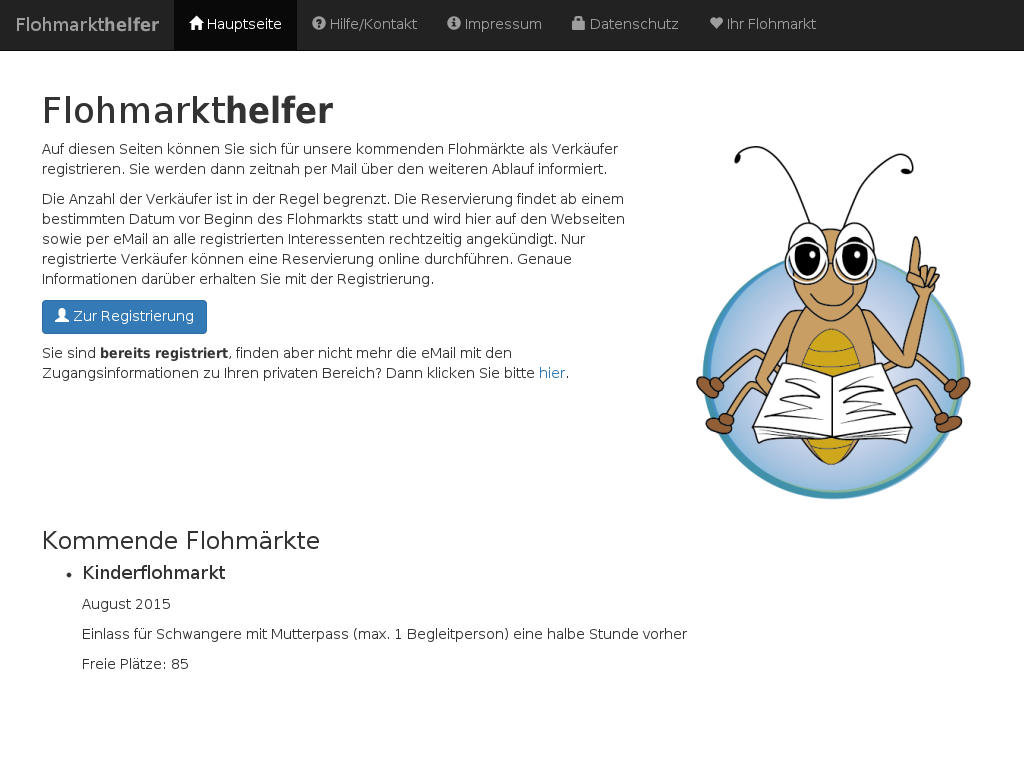 Flohmarkthelfer Hauptseite Hilfe/Kontakt Impressum Datenschutz Ihr Flohmarkt
Flohmarkthelfer
Auf diesen Seiten können Sie sich für unsere kommenden Flohmärkte als Verkäufer
registrieren. Sie werden dann zeitnah per Mail über den weiteren Ablauf informiert.
Die Anzahl der Verkäufer ist in der Regel begrenzt. Die Reservierung findet ab einem
bestimmten Datum vor Beginn des Flohmarkts statt und wird hier auf den Webseiten
sowie per eMail an alle registrierten Interessenten rechtzeitig angekündigt. Nur
registrierte Verkäufer können eine Reservierung online durchführen. Genaue
Informationen darüber erhalten Sie mit der Registrierung.
Zur Registrierung
Sie sind bereits registriert, finden aber nicht mehr die eMail mit den
Zugangsinformationen zu Ihren privaten Bereich? Dann klicken Sie bitte hier.
Kommende Flohmärkte
• Kinderflohmarkt
August 2015
Einlass für Schwangere mit Mutterpass (max. 1 Begleitperson) eine halbe Stunde vorher
Freie Plätze: 85